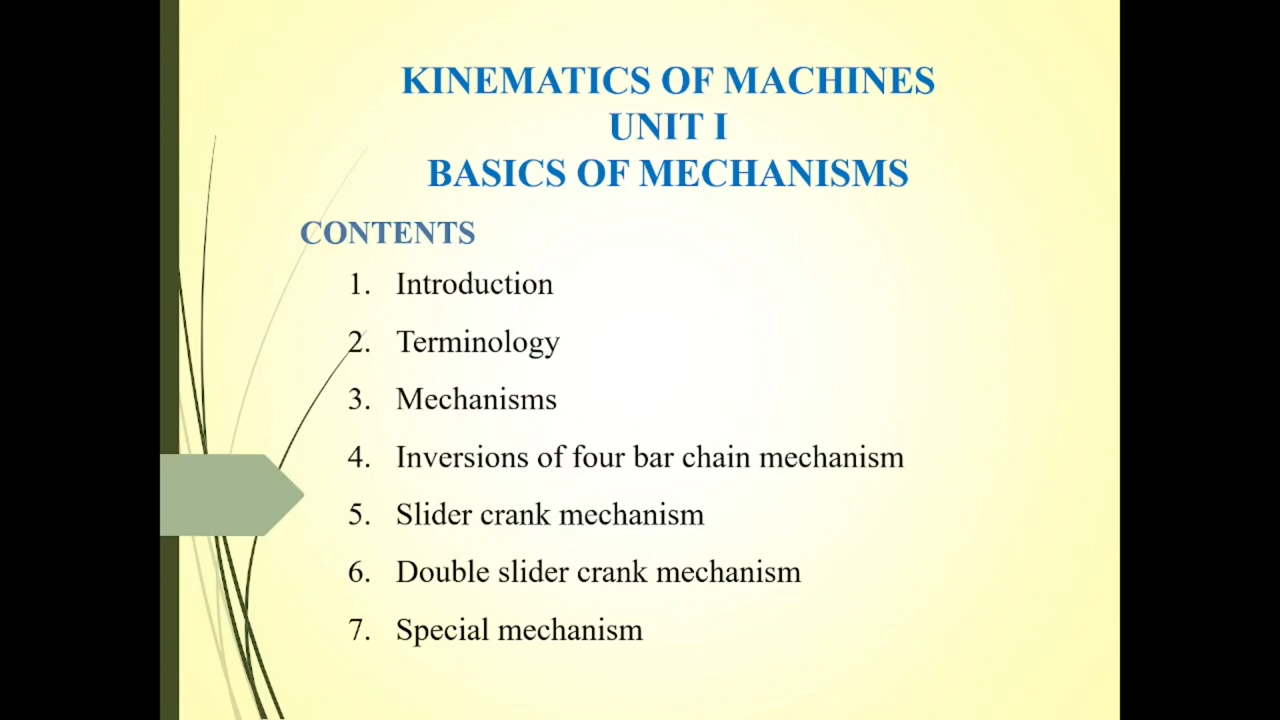 KINEMATICS OF MACHINES
UNIT I
BASICS OF MECHANISMS
CONTENTS
1. Introduction
2. Terminology
3. Mechanisms
4. Inversions of four bar chain mechanism
5. Slider crank mechanism
6. Double slider crank mechanism
7. Special mechanism